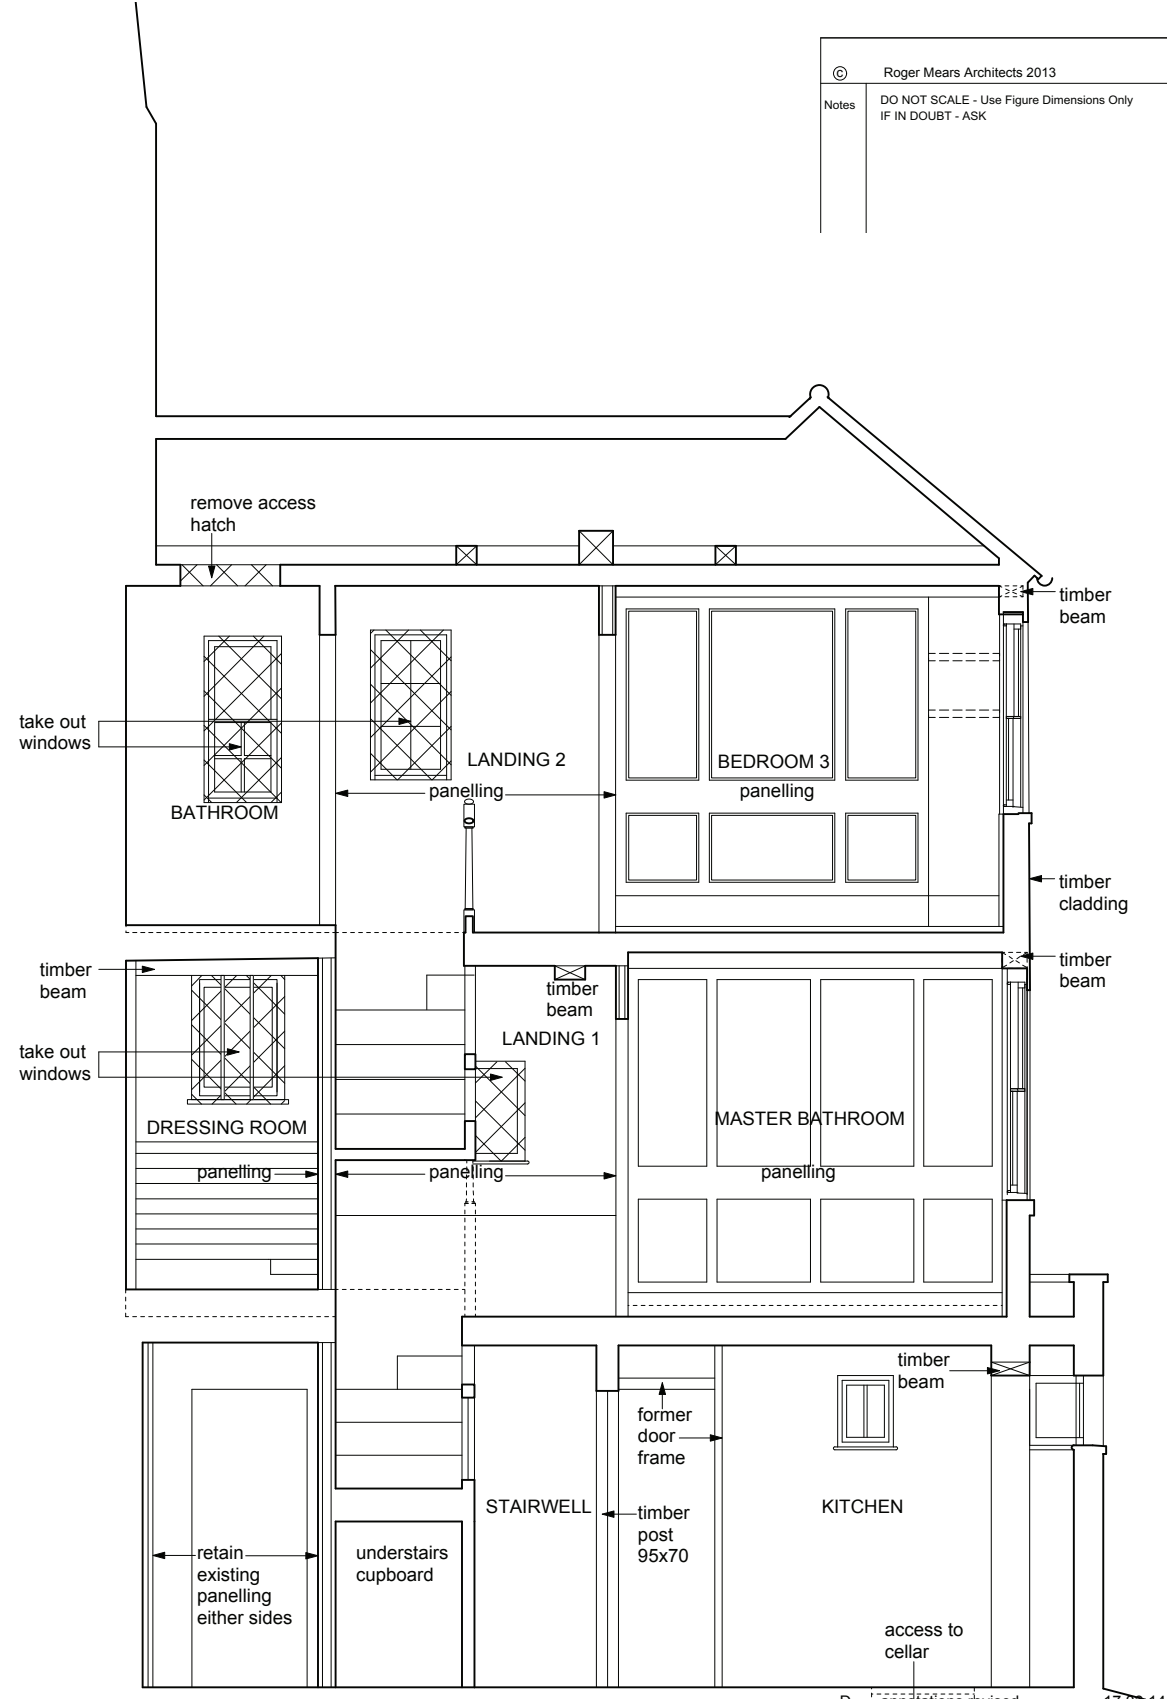 © Roger Mears Architects 2013
Notes
DO NOT SCALE - Use Figure Dimensions Only
IF IN DOUBT - ASK
remove access
hatch
timber
beam
take out
windows
LANDING 2
BEDROOM 3
panelling
panelling
BATHROOM
timber
cladding
timber
beam
timber
beam
timber
beam
LANDING 1
take out
windows
DRESSING ROOM
MASTER BATHROOM
panelling
panelling
panelling
timber
beam
former
door
frame
STAIRWELL
KITCHEN
timber
post
95x70
retain
existing
panelling
either sides
understairs
cupboard
access to
cellar